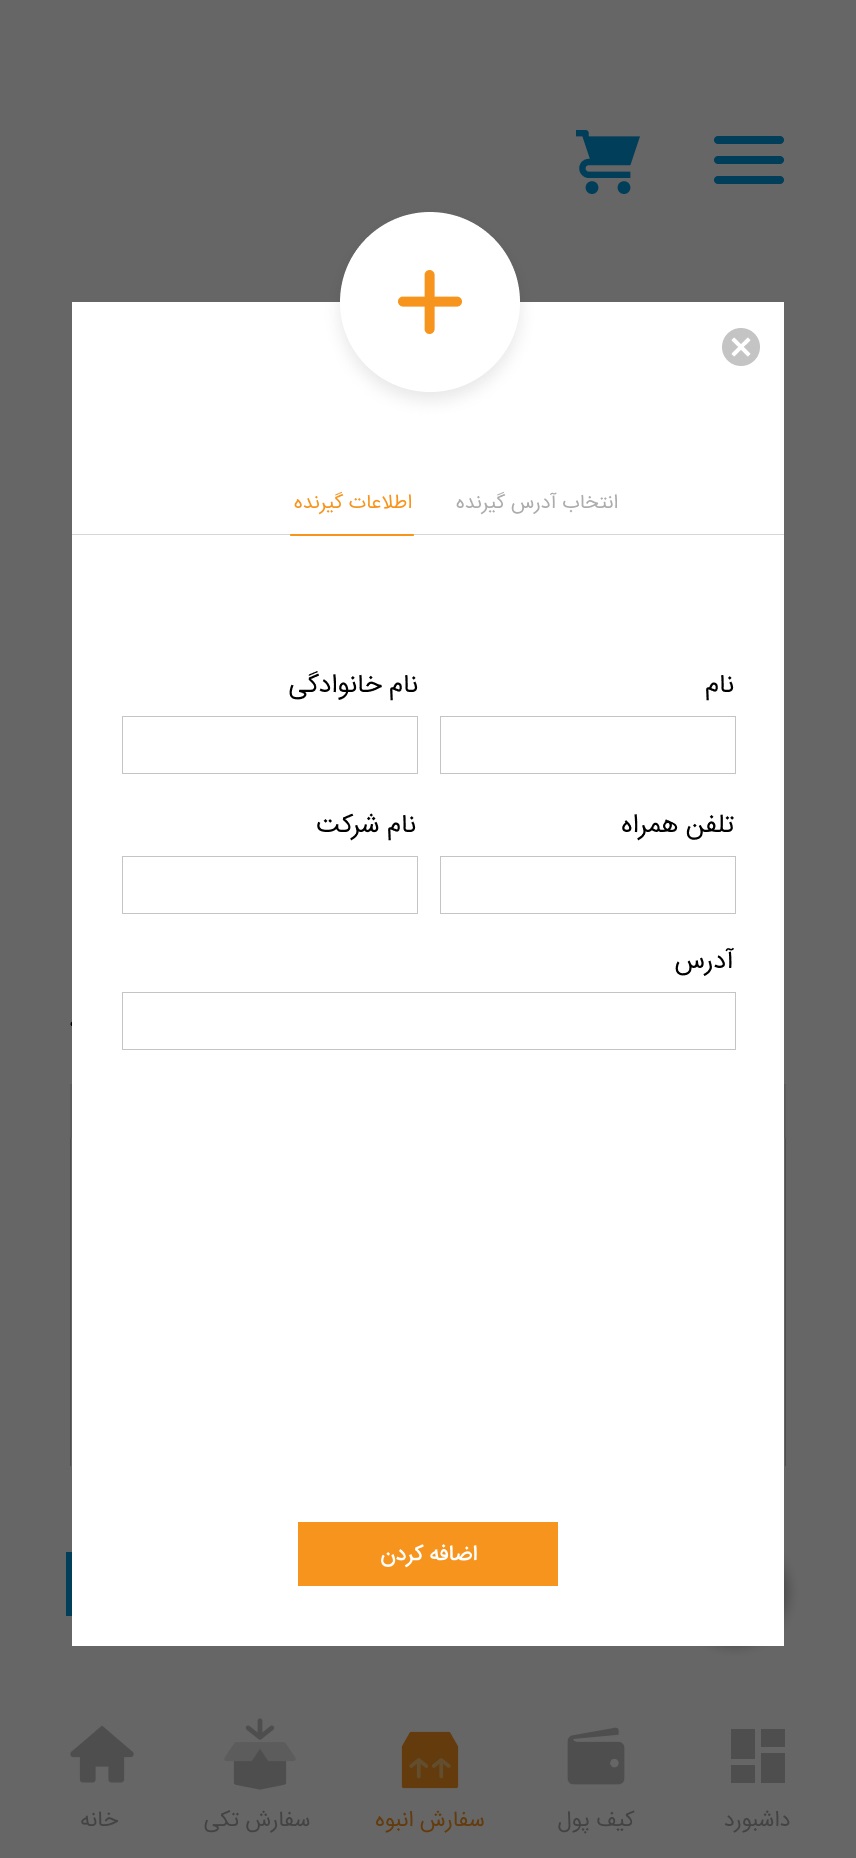 انتخاب آدرس گیرنده
اطلاعات گیرنده
نام
نام خانوادگی
تلفن همراه
نام شرکت
آدرس
اضافه کردن
داشبورد
کیف پول
سفارش انبوه
سفارش تکی
خانه